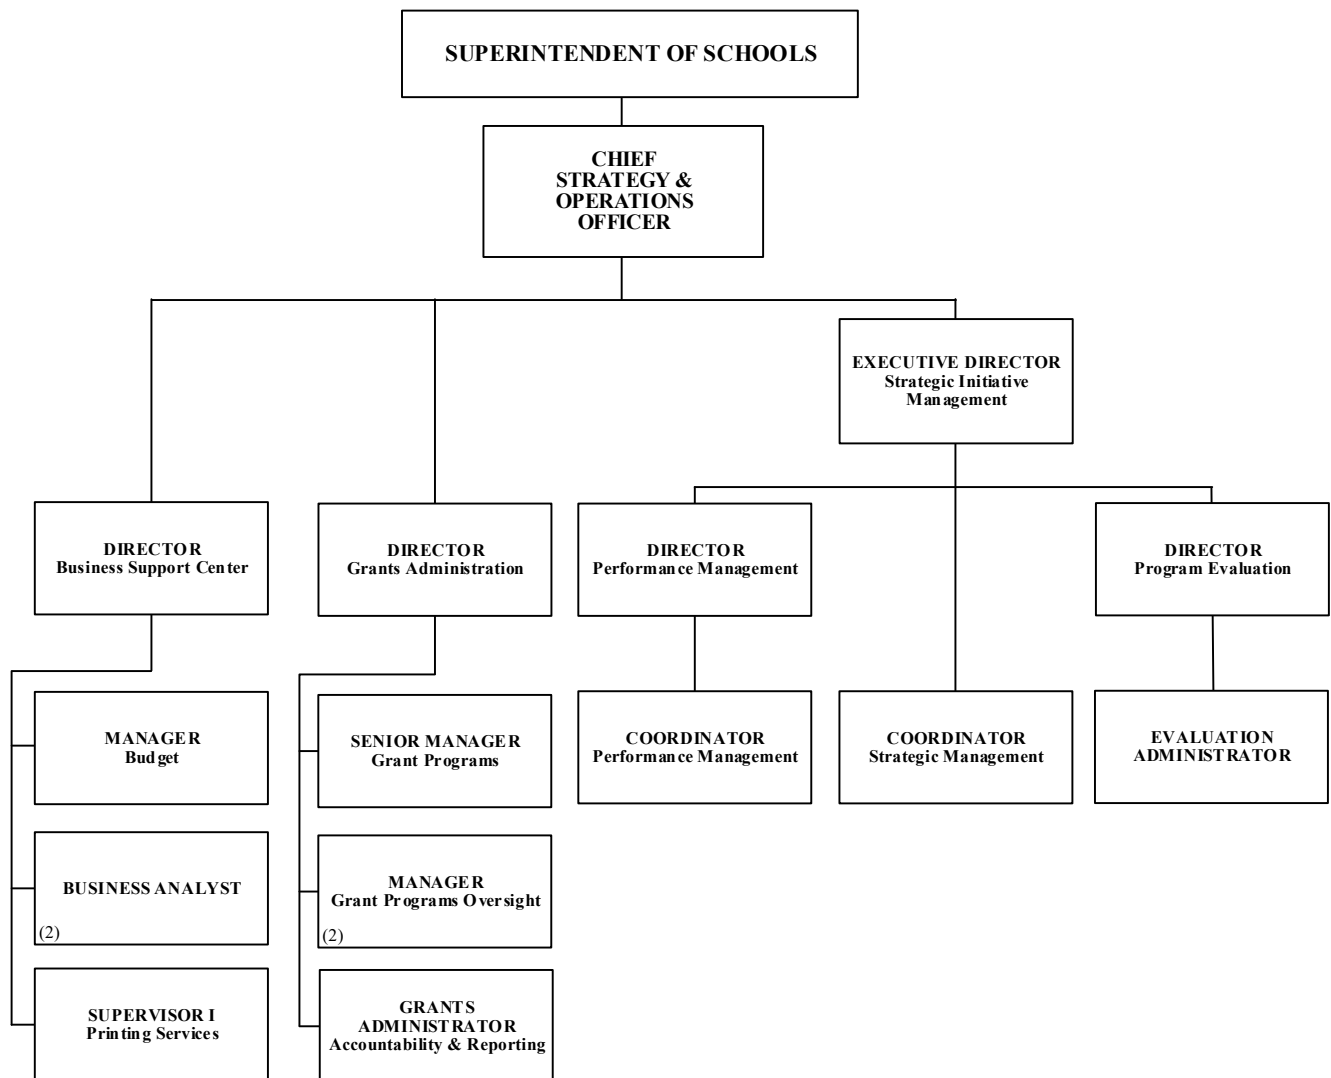 SUPERINTENDENT OF SCHOOLS
CHIEF
STRATEGY &
OPERATIONS
OFFICER
EXECUTIVE DIRECTOR
Strategic Initiative
Management
DIRECTOR
Business Support Center
DIRECTOR
Grants Administration
DIRECTOR
Performance Management
DIRECTOR
Program Evaluation
MANAGER
Budget
SENIOR MANAGER
Grant Programs
COORDINATOR
Performance Management
COORDINATOR
Strategic Management
EVALUATION
ADMINISTRATOR
BUSINESS ANALYST
(2)
MANAGER
Grant Programs Oversight
(2)
SUPERVISOR I
Printing Services
GRANTS
ADMINISTRATOR
Accountability & Reporting